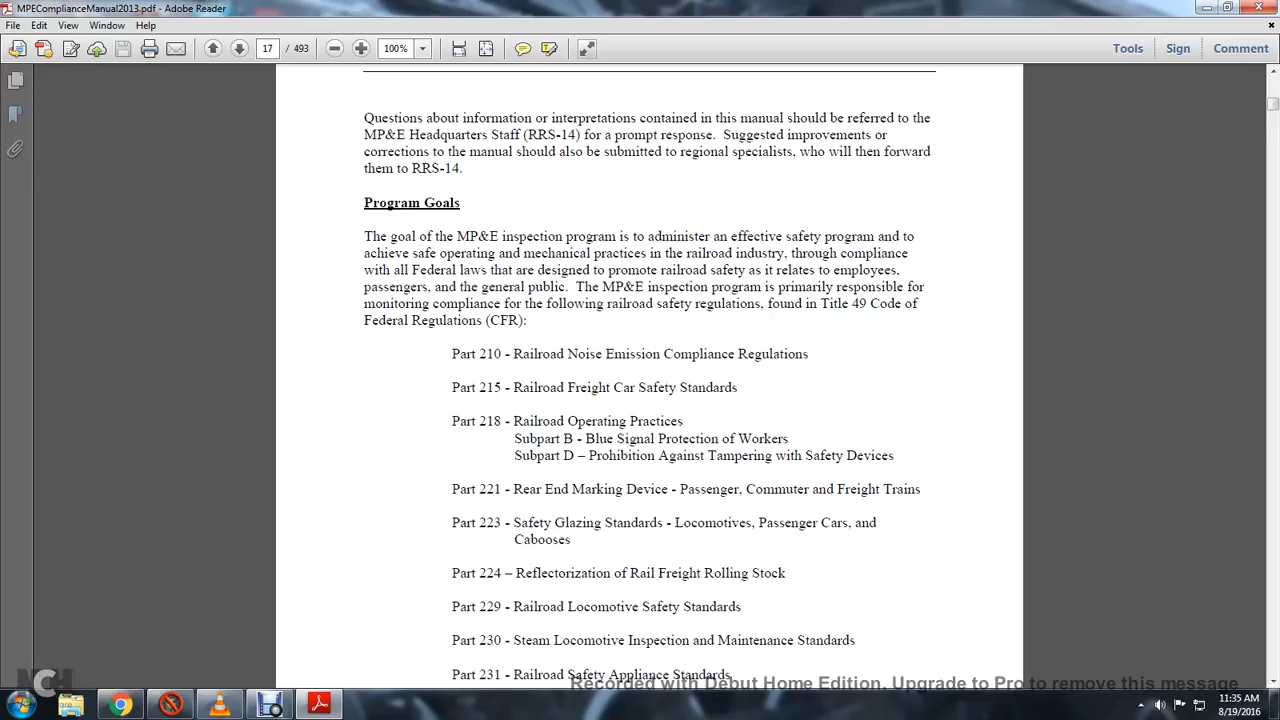 MPEComplianceManual2013.pdf - Adobe Reader
File Edit View Window Help
17 / 493 100% Tools Sign Comment
Questions about information or interpretations contained in this manual should be referred to the
MP&E Headquarters Staff (RRS-14) for a prompt response. Suggested improvements or
corrections to the manual should also be submitted to regional specialists, who will then forward
them to RRS-14.
Program Goals
The goal of the MP&E inspection program is to administer an effective safety program and to
achieve safe operating and mechanical practices in the railroad industry, through compliance
with all Federal laws that are designed to promote railroad safety as it relates to employees,
passengers, and the general public. The MP&E inspection program is primarily responsible for
monitoring compliance for the following railroad safety regulations, found in Title 49 Code of
Federal Regulations (CFR):
Part 210 - Railroad Noise Emission Compliance Regulations
Part 215 - Railroad Freight Car Safety Standards
Part 218 - Railroad Operating Practices
Subpart B - Blue Signal Protection of Workers
Subpart D – Prohibition Against Tampering with Safety Devices
Part 221 - Rear End Marking Device - Passenger, Commuter and Freight Trains
Part 223 - Safety Glazing Standards - Locomotives, Passenger Cars, and
Cabooses
Part 224 – Reflectorization of Rail Freight Rolling Stock
Part 229 - Railroad Locomotive Safety Standards
Part 230 - Steam Locomotive Inspection and Maintenance Standards
Part 231 - Railroad Safety Appliance Standards
Recorded with Debut Home Edition. Upgrade to Pro to remove this message
NCH
11:35 AM
8/19/2016